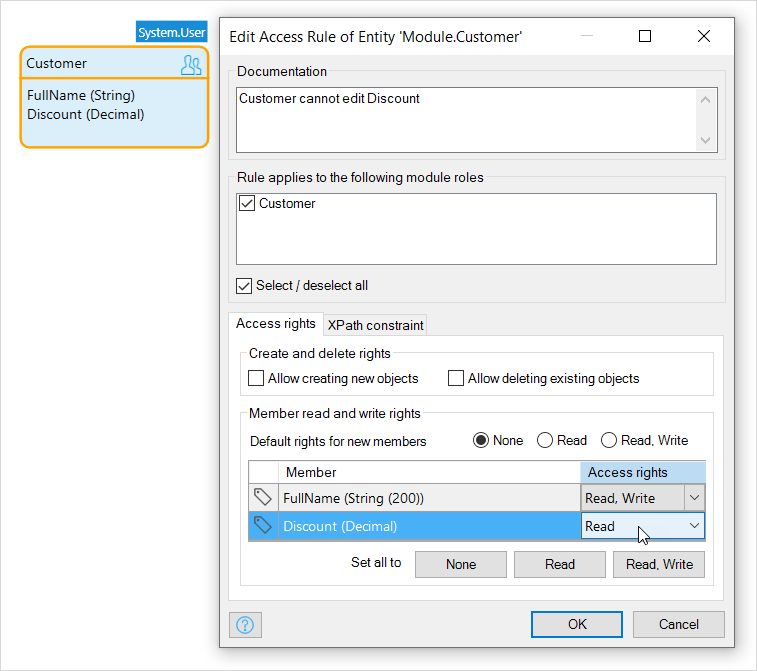 System.User
Customer
FullName (String)
Discount (Decimal)
Edit Access Rule of Entity 'Module.Customer'
Documentation
Customer cannot edit Discount
Rule applies to the following module roles
Customer
Select / deselect all
Access rights XPath constraint
Create and delete rights
Allow creating new objects Allow deleting existing objects
Member read and write rights
Default rights for new members None Read Read, Write
Member Access rights
FullName (String (200)) Read, Write
Discount (Decimal) Read
Set all to None Read Read, Write
? OK Cancel